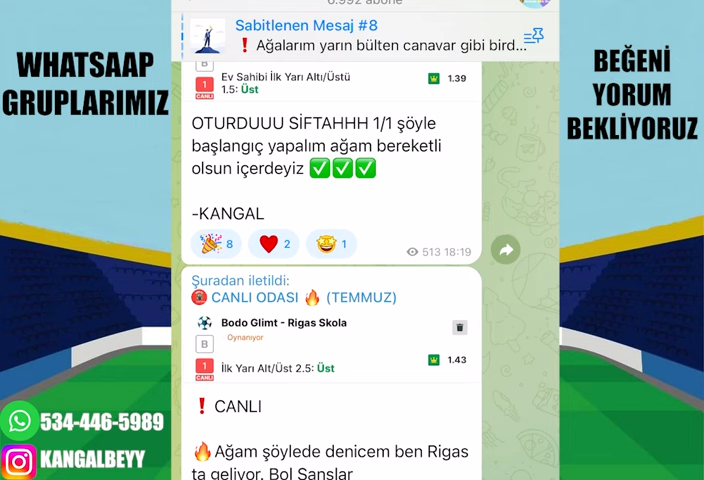 6.992 abone
Sabitlenen Mesaj #8
❗ Ağalarım yarın bülten canavar gibi bird...
WHATSAAP
GRUPLARIMIZ
BEĞENİ
YORUM
BEKLİYORUZ
B
Ev Sahibi İlk Yarı Altı/Üstü
1.5: Üst
1
CANLI
1.39
OTURDUUU SİFTAHHH 1/1 şöyle
başlangıç yapalım ağam bereketli
olsun içerdeyiz ✅✅✅
-KANGAL
🎉 8 ❤️ 2 🤩 1
513 18:19
Şuradan iletildi:
CANLI ODASI 🔥 (TEMMUZ)
⚽ Bodo Glimt - Rigas Skola
Oynanıyor
B
1
CANLI
İlk Yarı Alt/Üst 2.5: Üst
1.43
❗ CANLI
🔥Ağam şöylede denicem ben Rigas
ta geliyor. Bol Şanslar
534-446-5989
KANGALBEYY